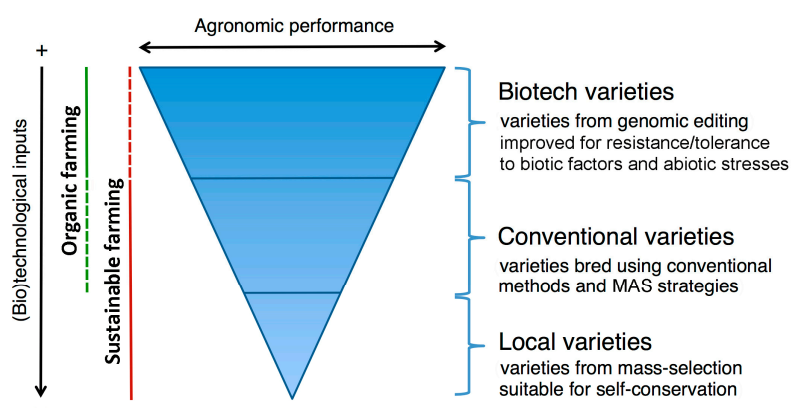 Agronomic performance
+
(Bio)technological inputs
Organic farming
Sustainable farming
Biotech varieties
varieties from genomic editing
improved for resistance/tolerance
to biotic factors and abiotic stresses
Conventional varieties
varieties bred using conventional
methods and MAS strategies
Local varieties
varieties from mass-selection
suitable for self-conservation